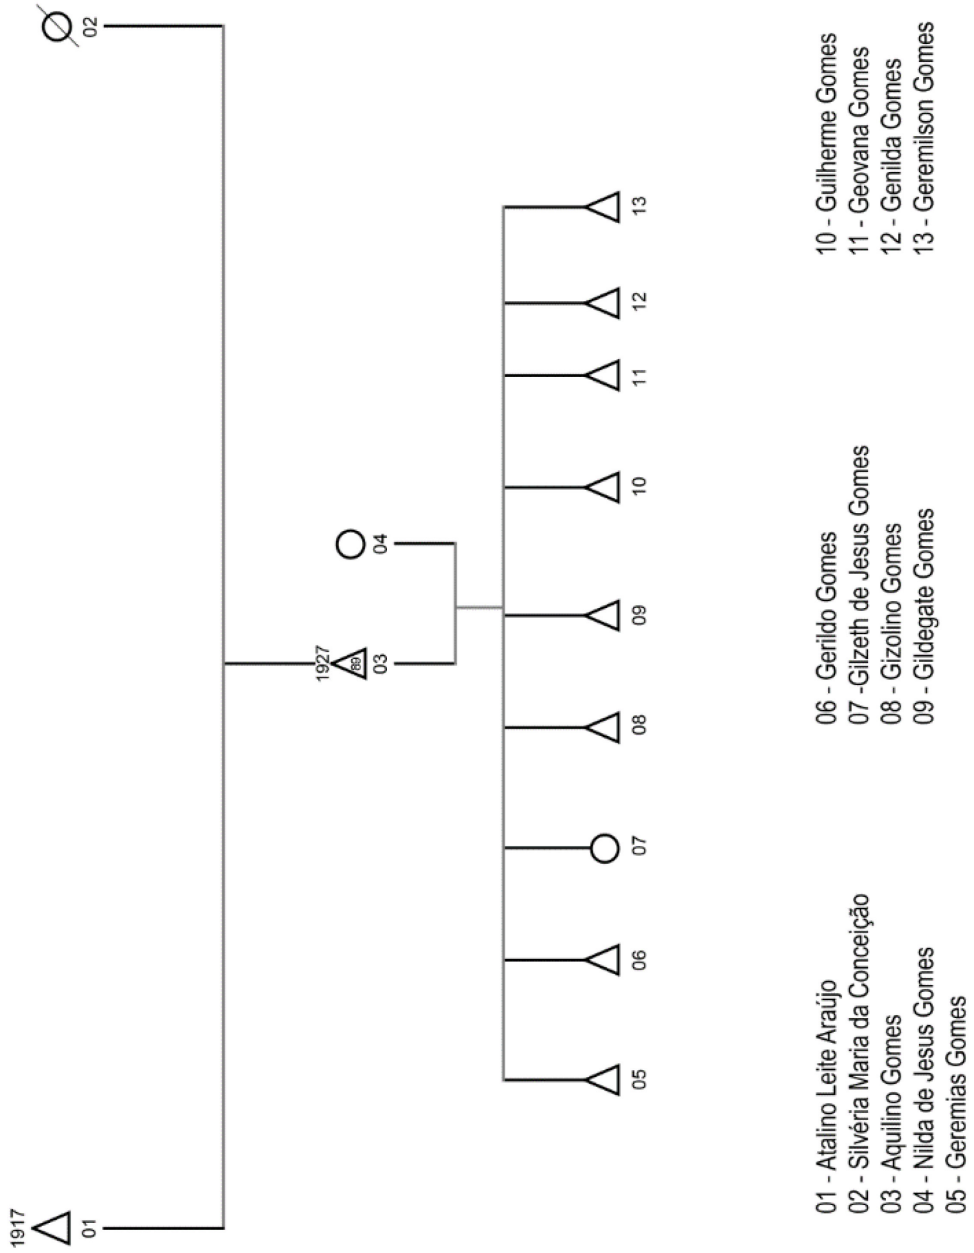 1917
01
02
1927
89
03
04
05
06
07
08
09
10
11
12
13
01 - Atalino Leite Araújo
02 - Silvéria Maria da Conceição
03 - Aquilino Gomes
04 - Nilda de Jesus Gomes
05 - Geremias Gomes
06 - Gerildo Gomes
07 -Gilzeth de Jesus Gomes
08 - Gizolino Gomes
09 - Gildegate Gomes
10 - Guilherme Gomes
11 - Geovana Gomes
12 - Genilda Gomes
13 - Geremilson Gomes